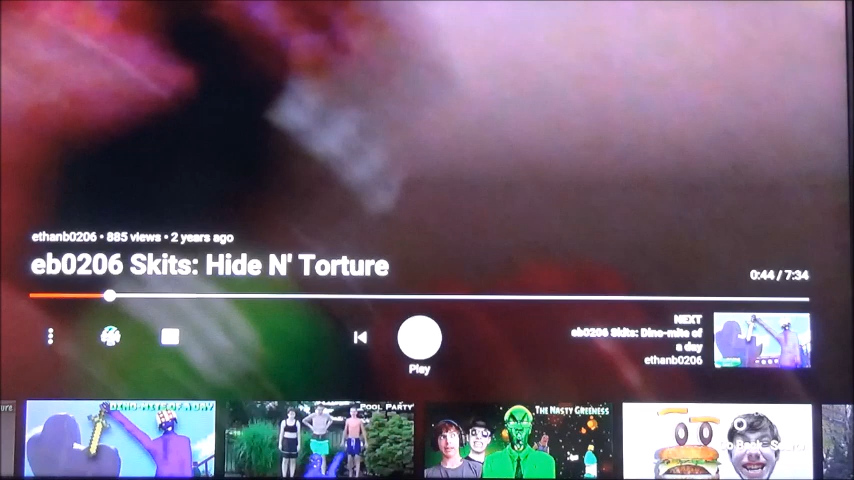 ethanb0206 • 885 views • 2 years ago
eb0206 Skits: Hide N' Torture
0:44 / 7:34
NEXT
eb0206 Skits: Dino-mite of
a day
ethanb0206
Play
DINO-MITE OF A DAY
POOL PARTY
THE NASTY GREENESS